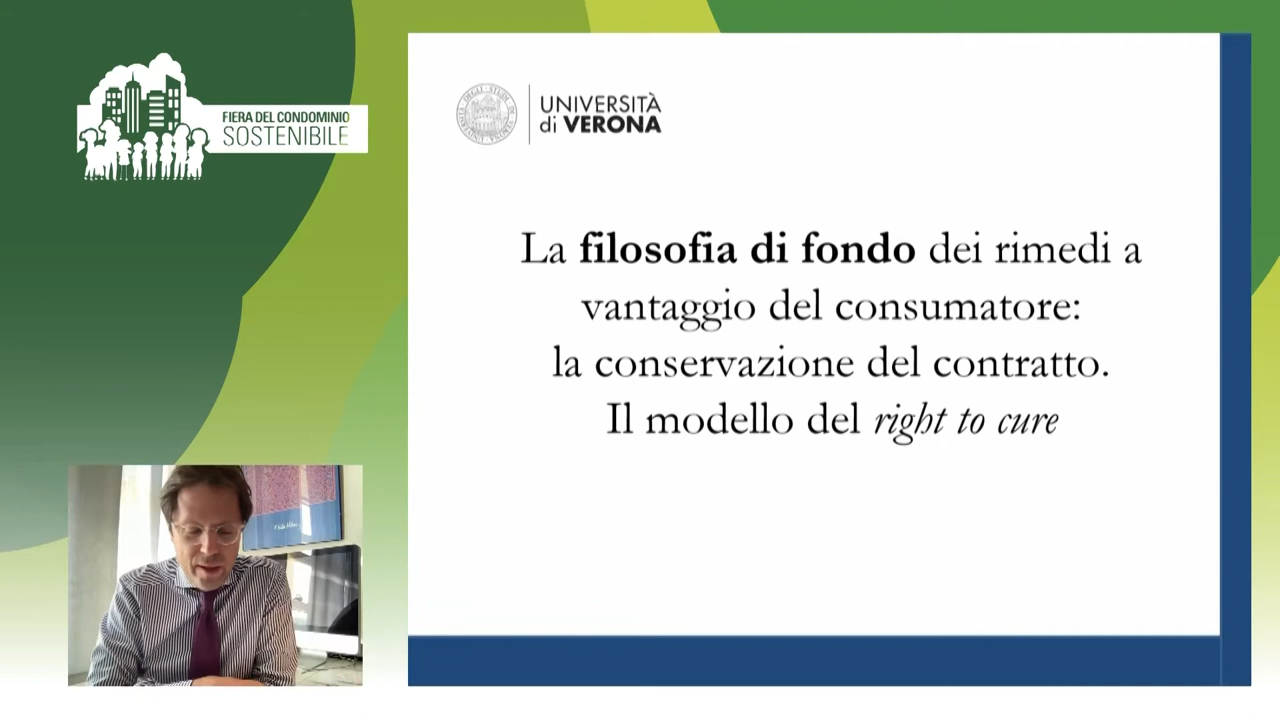 FIERA DEL CONDOMINIO
SOSTENIBILE
UNIVERSITÀ
di VERONA
La filosofia di fondo dei rimedi a
vantaggio del consumatore:
la conservazione del contratto.
Il modello del right to cure